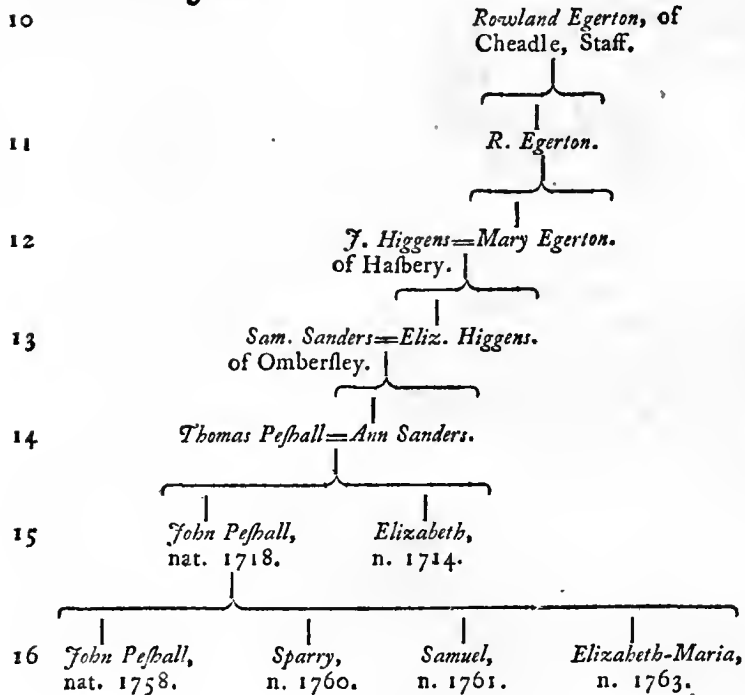 10 Rowland Egerton, of
Cheadle, Staff.
11 R. Egerton.
12 J. Higgens=Mary Egerton.
of Haſbery.
13 Sam. Sanders=Eliz. Higgens.
of Omberſley.
14 Thomas Peſhall=Ann Sanders.
15 John Peſhall, Elizabeth,
nat. 1718. n. 1714.
16 John Peſhall, Sparry, Samuel, Elizabeth-Maria,
nat. 1758. n. 1760. n. 1761. n. 1763.